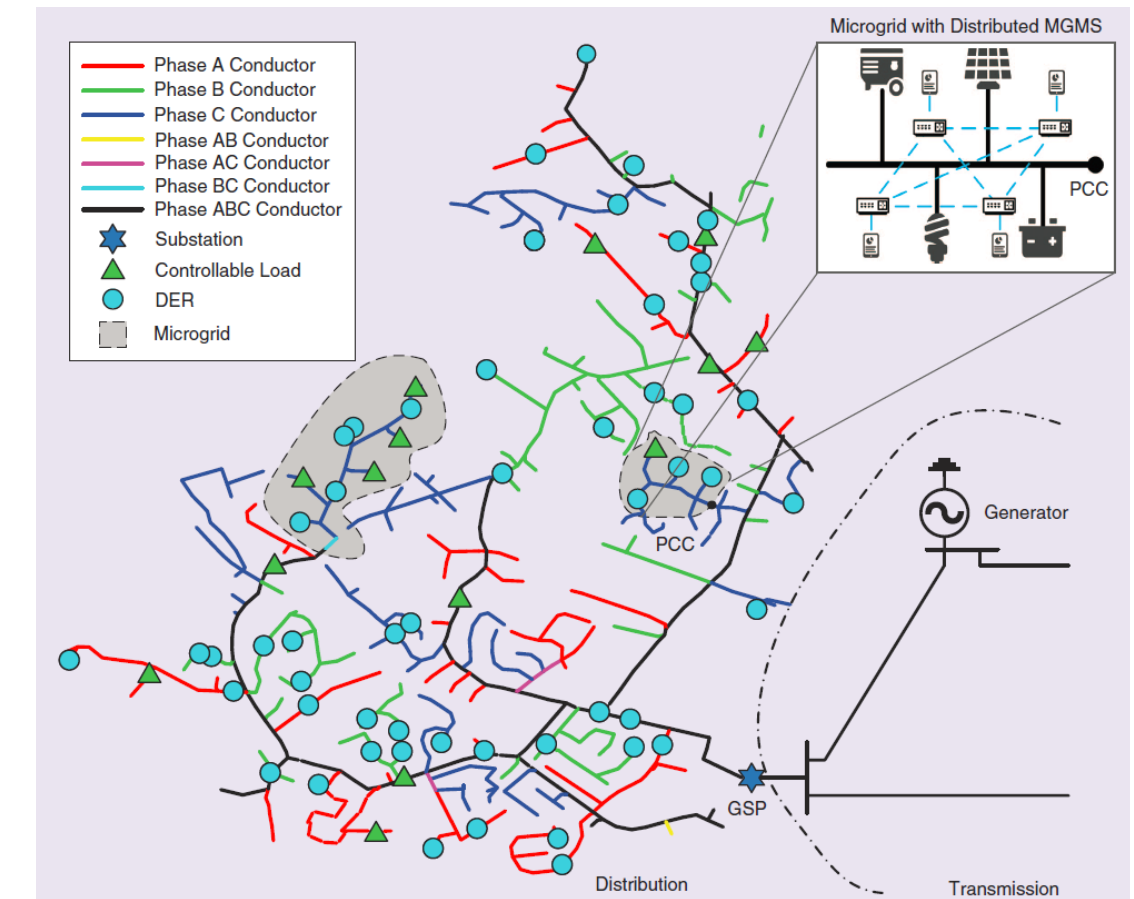 Microgrid with Distributed MGMS
Phase A Conductor
Phase B Conductor
Phase C Conductor
Phase AB Conductor
Phase AC Conductor
Phase BC Conductor
Phase ABC Conductor
Substation
Controllable Load
DER
Microgrid
PCC
Generator
PCC
GSP
Distribution
Transmission